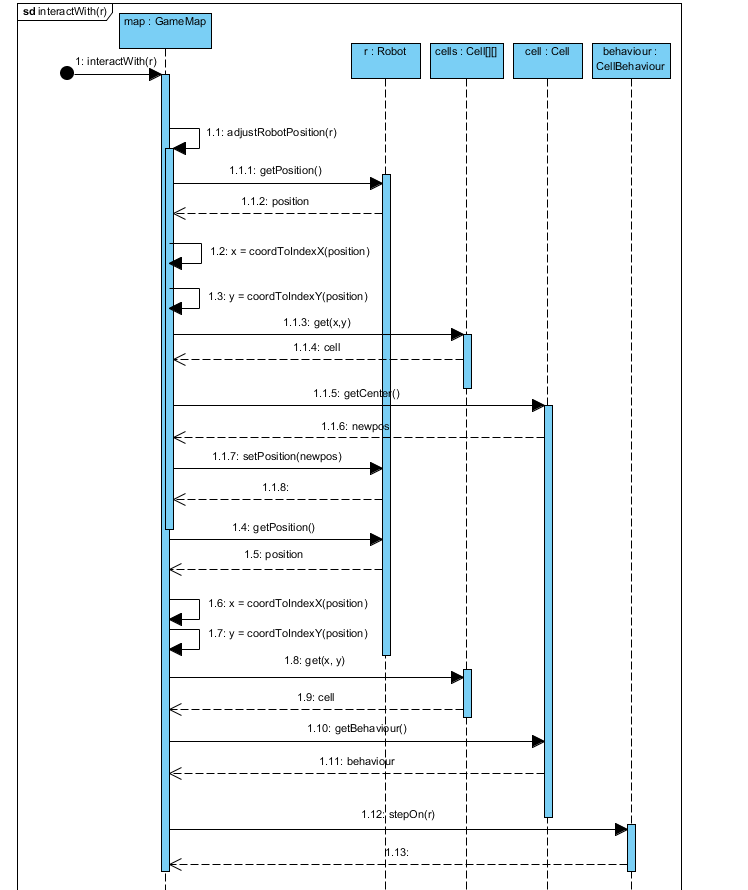 sd interactWith(r)
map : GameMap
r : Robot
cells : Cell[][]
cell : Cell
behaviour :
CellBehaviour
1: interactWith(r)
1.1: adjustRobotPosition(r)
1.1.1: getPosition()
1.1.2: position
1.2: x = coordToIndexX(position)
1.3: y = coordToIndexY(position)
1.1.3: get(x,y)
1.1.4: cell
1.1.5: getCenter()
1.1.6: newpos
1.1.7: setPosition(newpos)
1.1.8:
1.4: getPosition()
1.5: position
1.6: x = coordToIndexX(position)
1.7: y = coordToIndexY(position)
1.8: get(x, y)
1.9: cell
1.10: getBehaviour()
1.11: behaviour
1.12: stepOn(r)
1.13: